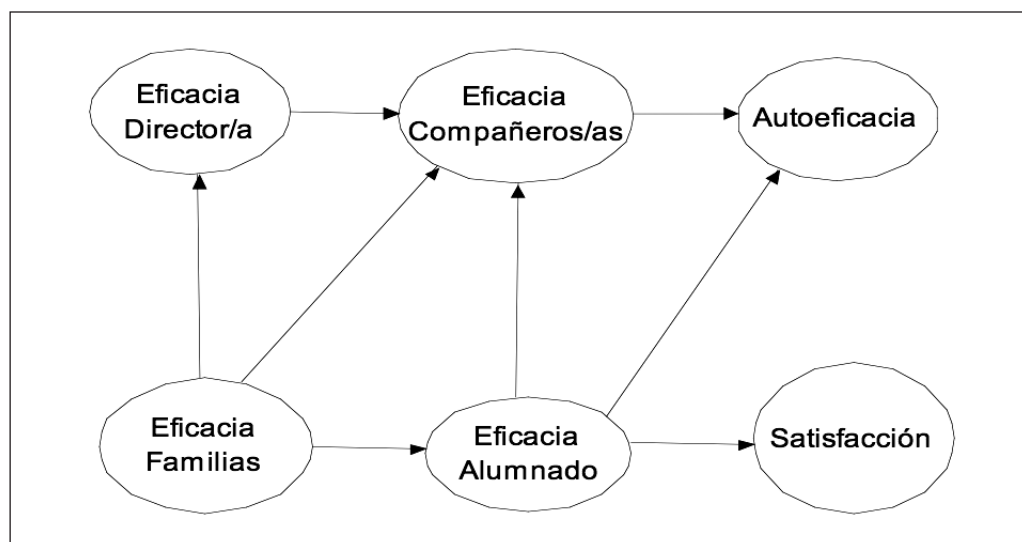 Eficacia
Director/a
Eficacia
Compañeros/as
Autoeficacia
Eficacia
Familias
Eficacia
Alumnado
Satisfacción